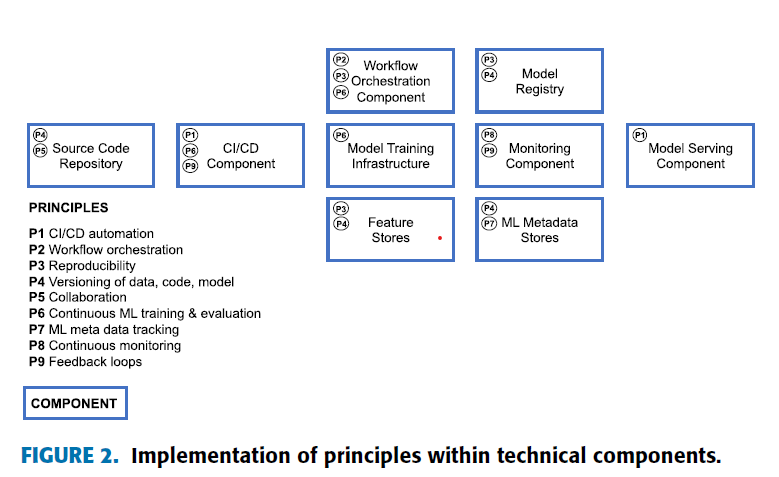 P2
P3
P6
Workflow
Orchestration
Component
P3
P4
Model
Registry
P4
P5
Source Code
Repository
P1
P6
P9
CI/CD
Component
P6
Model Training
Infrastructure
P8
P9
Monitoring
Component
P1
Model Serving
Component
P3
P4
Feature
Stores
P4
P7
ML Metadata
Stores
PRINCIPLES
P1 CI/CD automation
P2 Workflow orchestration
P3 Reproducibility
P4 Versioning of data, code, model
P5 Collaboration
P6 Continuous ML training & evaluation
P7 ML meta data tracking
P8 Continuous monitoring
P9 Feedback loops
COMPONENT
FIGURE 2. Implementation of principles within technical components.